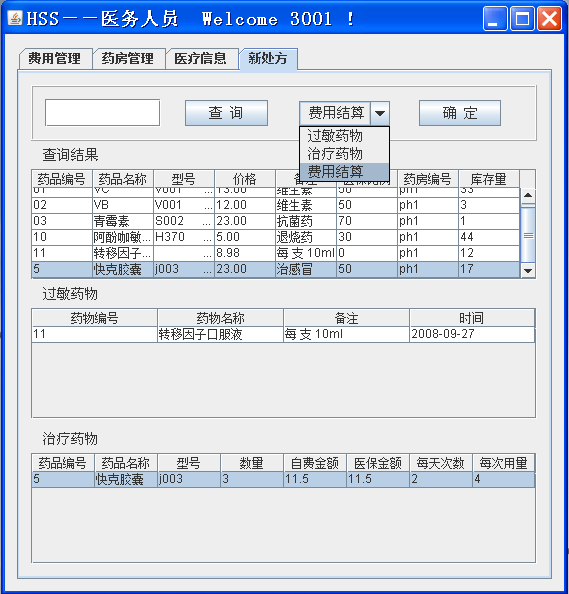 HSS－－医务人员 Welcome 3001 !
费用管理 药房管理 医疗信息 新处方
查 询 费用结算 确 定
过敏药物
治疗药物
费用结算
查询结果
药品编号 药品名称 型号 价格 备注 医保比例 药房编号 库存量
01 VC V001 ... 13.00 维生素 50 ph1 33
02 VB V001 ... 12.00 维生素 50 ph1 3
03 青霉素 S002 ... 23.00 抗菌药 70 ph1 1
10 阿酚咖敏... H370 ... 5.00 退烧药 30 ph1 44
11 转移因子... ... 8.98 每 支 10ml 0 ph1 12
5 快克胶囊 j003 ... 23.00 治感冒 50 ph1 17
过敏药物
药物编号 药物名称 备注 时间
11 转移因子口服液 每 支 10ml 2008-09-27
治疗药物
药品编号 药品名称 型号 数量 自费金额 医保金额 每天次数 每次用量
5 快克胶囊 j003 3 11.5 11.5 2 4